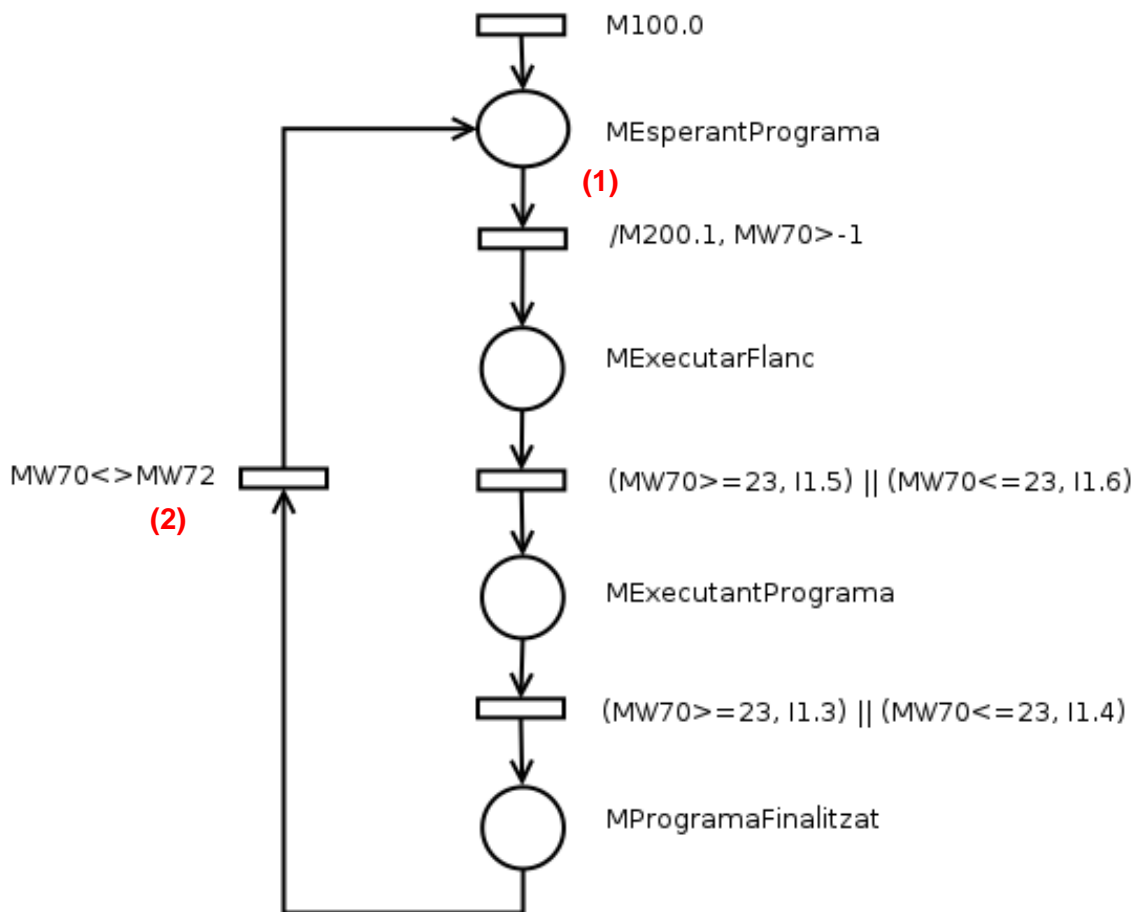 M100.0
MEsperantPrograma
(1)
/M200.1, MW70>-1
MExecutarFlanc
MW70<>MW72
(2)
(MW70>=23, I1.5) || (MW70<=23, I1.6)
MExecutantPrograma
(MW70>=23, I1.3) || (MW70<=23, I1.4)
MProgramaFinalitzat